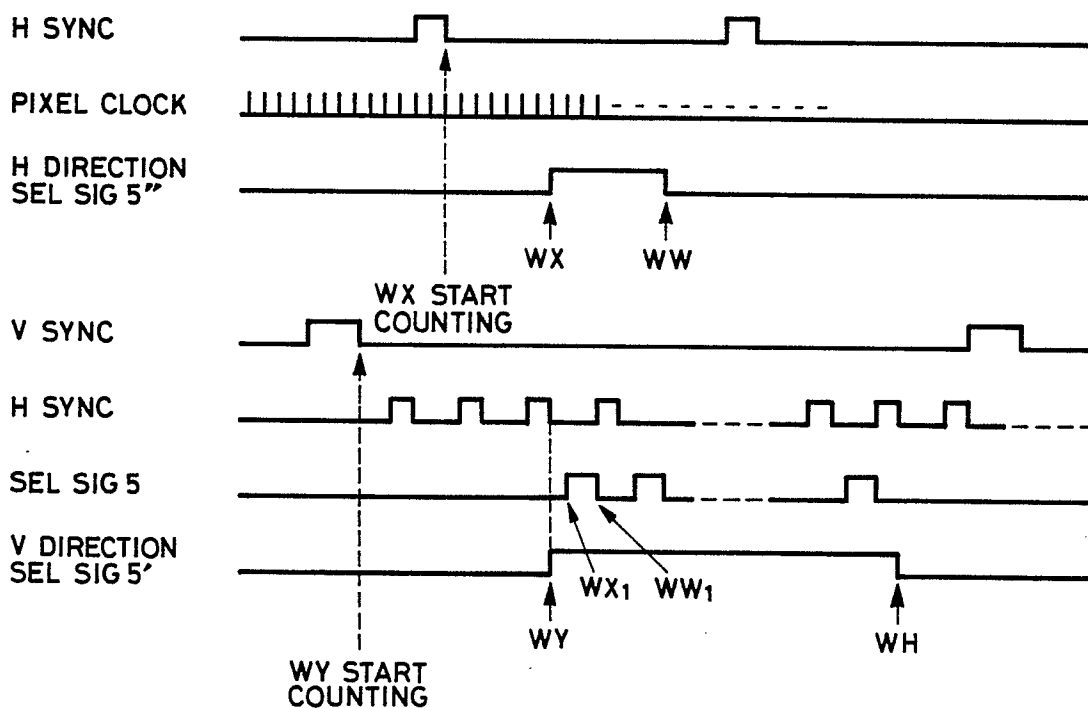 H SYNC
PIXEL CLOCK
H DIRECTION
SEL SIG 5"
WX
WW
WX START
COUNTING
V SYNC
H SYNC
SEL SIG 5
V DIRECTION
SEL SIG 5'
WX1
WW1
WY
WH
WY START
COUNTING